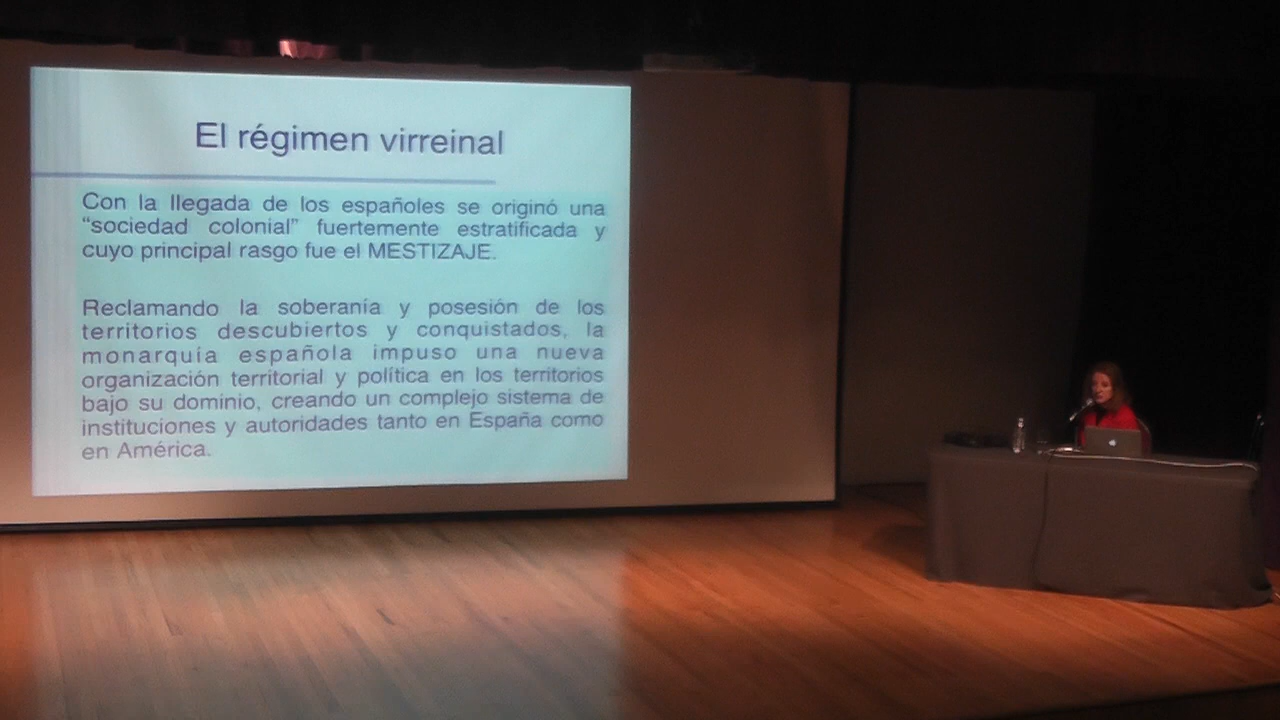 El régimen virreinal
Con la llegada de los españoles se originó una
“sociedad colonial” fuertemente estratificada y
cuyo principal rasgo fue el MESTIZAJE.
Reclamando la soberanía y posesión de los
territorios descubiertos y conquistados, la
monarquía española impuso una nueva
organización territorial y política en los territorios
bajo su dominio, creando un complejo sistema de
instituciones y autoridades tanto en España como
en América.